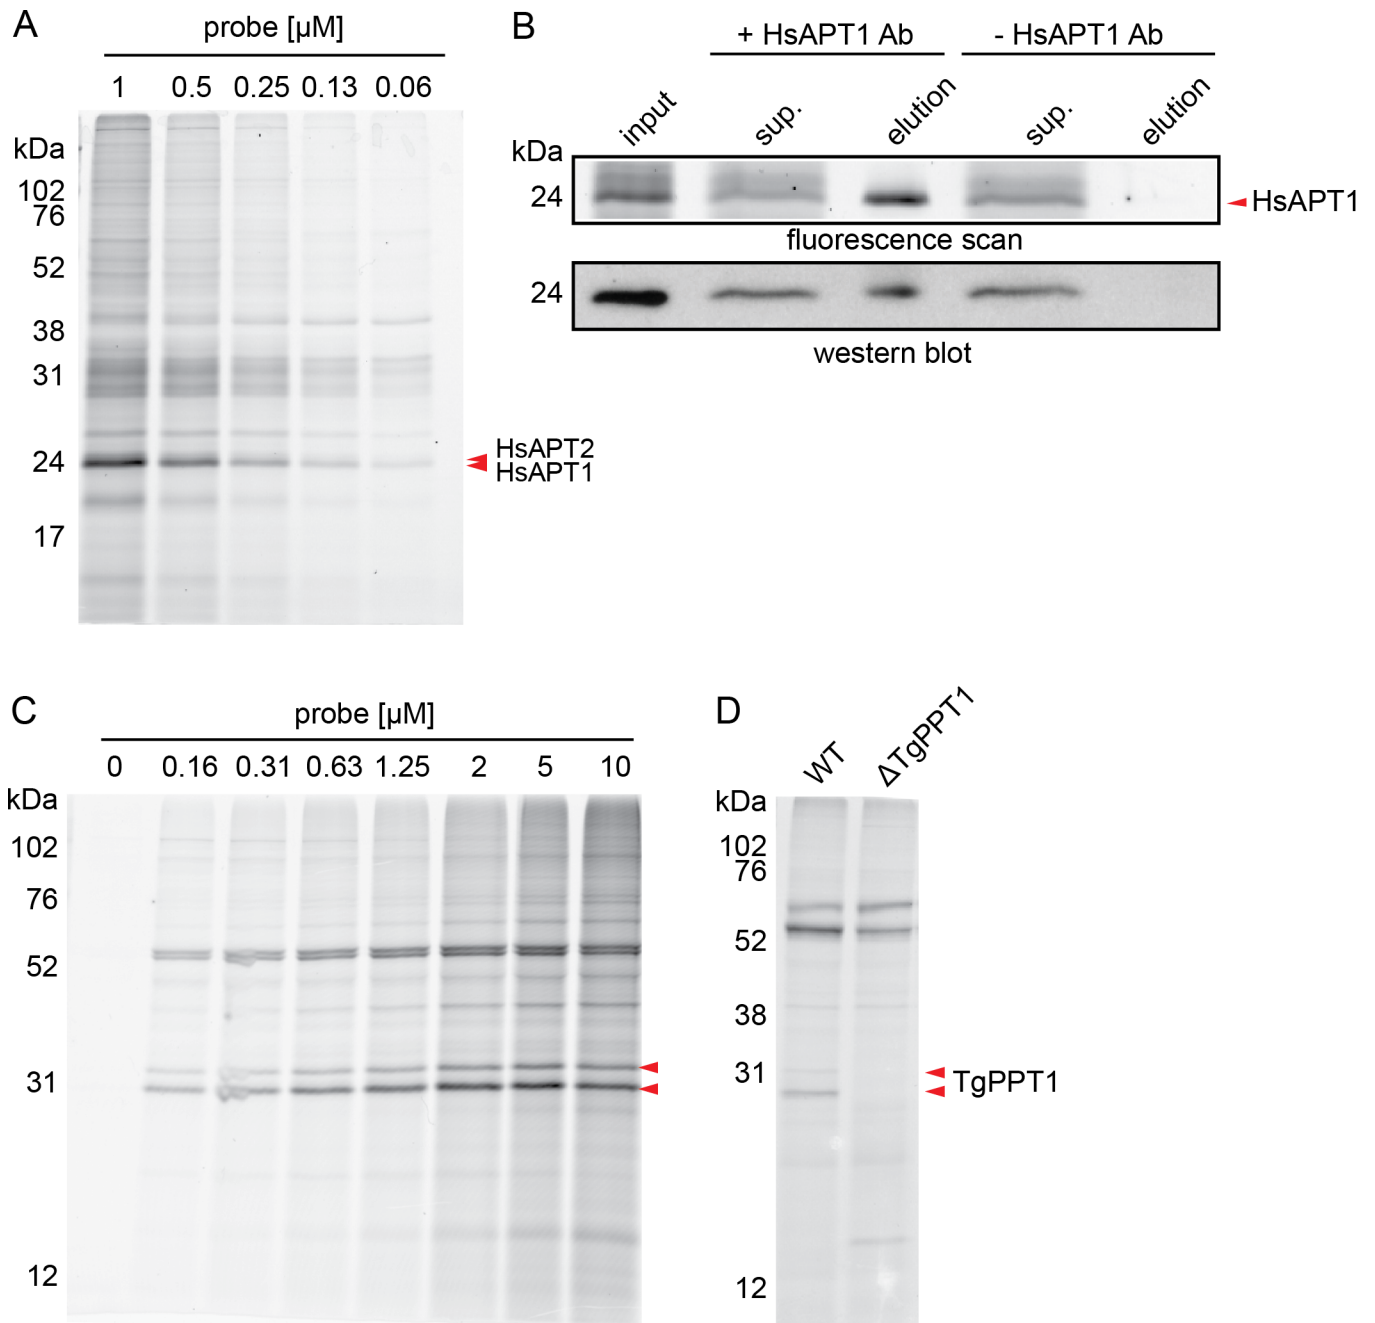 A
probe [µM]
1 0.5 0.25 0.13 0.06
kDa
102
76
52
38
31
24
17
HsAPT2
HsAPT1
B
+ HsAPT1 Ab - HsAPT1 Ab
input sup. elution sup. elution
kDa
24
HsAPT1
fluorescence scan
24
western blot
C
probe [µM]
0 0.16 0.31 0.63 1.25 2 5 10
kDa
102
76
52
31
12
D
WT ΔTgPPT1
kDa
102
76
52
38
31
TgPPT1
12